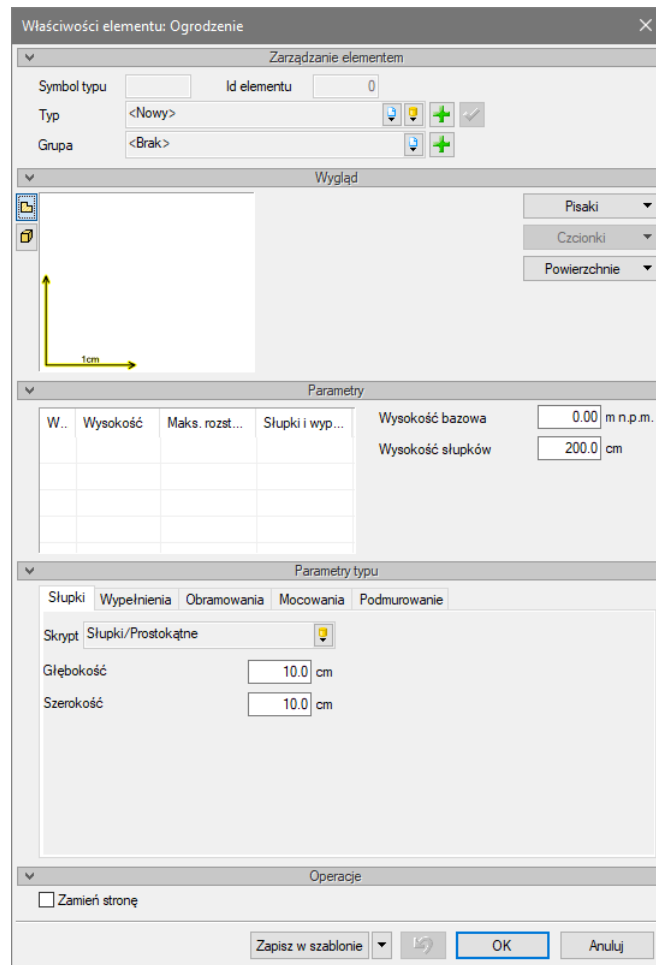 Właściwości elementu: Ogrodzenie
Zarządzanie elementem
Symbol typu Id elementu 0
Typ <Nowy>
Grupa <Brak>
Wygląd
Pisaki
Czcionki
Powierzchnie
1cm
Parametry
W.. Wysokość Maks. rozst... Słupki i wyp...
Wysokość bazowa 0.00 m n.p.m.
Wysokość słupków 200.0 cm
Parametry typu
Słupki Wypełnienia Obramowania Mocowania Podmurowanie
Skrypt Słupki/Prostokątne
Głębokość 10.0 cm
Szerokość 10.0 cm
Operacje
Zamień stronę
Zapisz w szablonie OK Anuluj